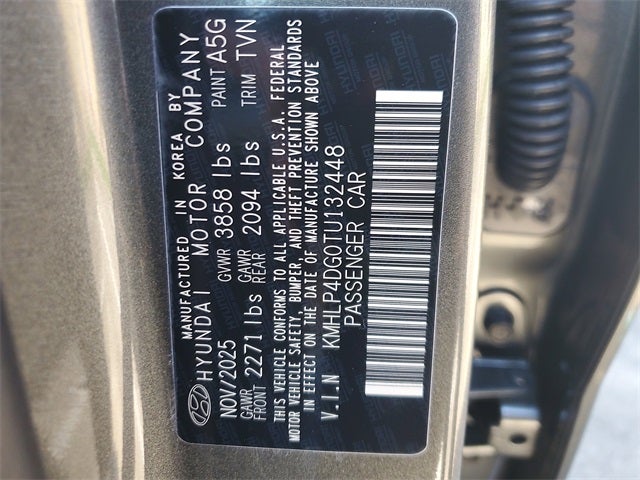 MANUFACTURED IN KOREA BY
HYUNDAI MOTOR COMPANY
NOV/2025 GVWR 3858 lbs PAINT A5G
GAWR FRONT 2271 lbs GAWR REAR 2094 lbs TRIM TVN
THIS VEHICLE CONFORMS TO ALL APPLICABLE U.S.A. FEDERAL
MOTOR VEHICLE SAFETY, BUMPER, AND THEFT PREVENTION STANDARDS
IN EFFECT ON THE DATE OF MANUFACTURE SHOWN ABOVE
V.I.N KMHLP4DG0TU132448
PASSENGER CAR